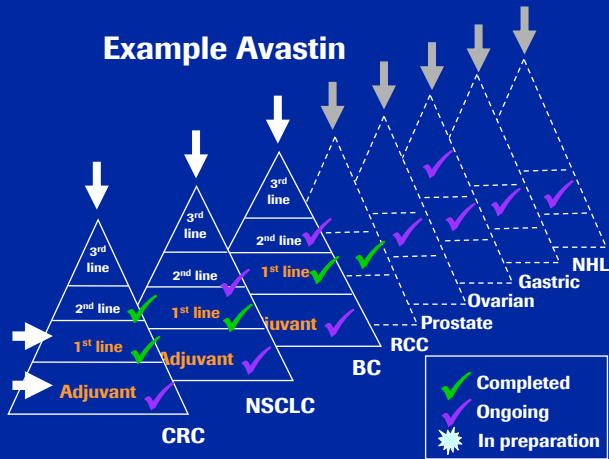 Example Avastin
3rd
line
2nd line
1st line
Adjuvant
CRC
3rd
line
2nd line
1st line
Adjuvant
NSCLC
3rd
line
2nd line
1st line
juvant
BC
RCC
Prostate
Ovarian
Gastric
NHL
Completed
Ongoing
In preparation